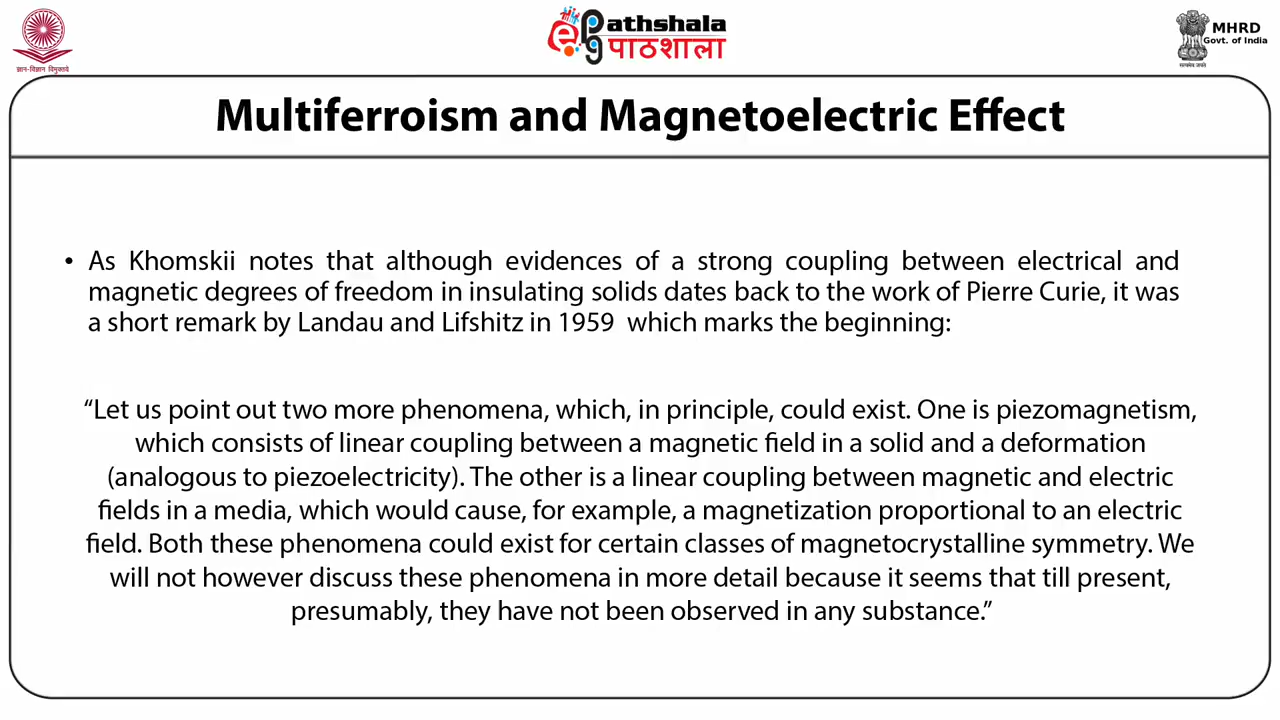 ज्ञान-विज्ञान विमुक्तये
epg athshala
पाठशाला
MHRD
Govt. of India
सत्यमेव जयते
Multiferroism and Magnetoelectric Effect
• As Khomskii notes that although evidences of a strong coupling between electrical and
magnetic degrees of freedom in insulating solids dates back to the work of Pierre Curie, it was
a short remark by Landau and Lifshitz in 1959 which marks the beginning:
“Let us point out two more phenomena, which, in principle, could exist. One is piezomagnetism,
which consists of linear coupling between a magnetic field in a solid and a deformation
(analogous to piezoelectricity). The other is a linear coupling between magnetic and electric
fields in a media, which would cause, for example, a magnetization proportional to an electric
field. Both these phenomena could exist for certain classes of magnetocrystalline symmetry. We
will not however discuss these phenomena in more detail because it seems that till present,
presumably, they have not been observed in any substance.”